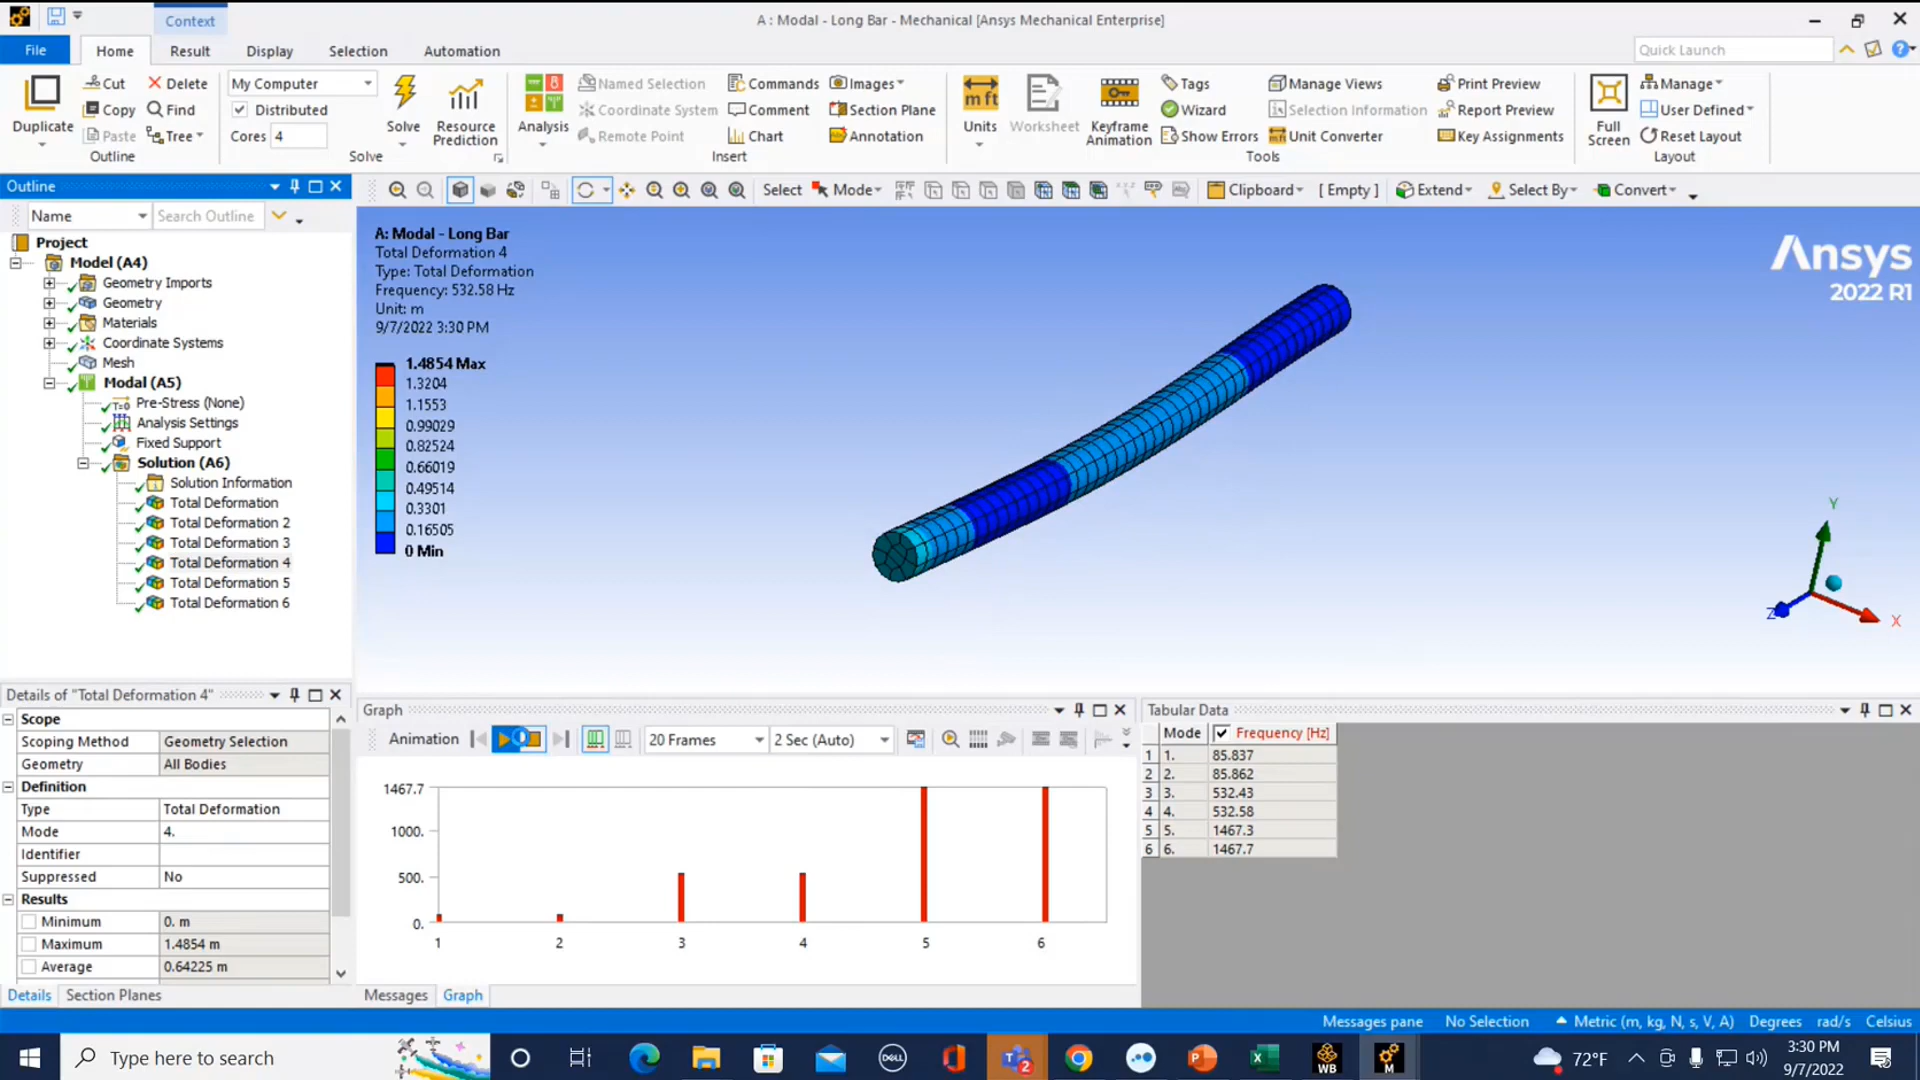 Context
A : Modal - Long Bar - Mechanical [Ansys Mechanical Enterprise]
File
Home
Result
Display
Selection
Automation
Quick Launch
Duplicate
Cut
Copy
Paste
Delete
Find
Tree
Outline
My Computer
Distributed
Cores 4
Solve
Resource
Prediction
Solve
Analysis
Named Selection
Coordinate System
Remote Point
Commands
Comment
Chart
Images
Section Plane
Annotation
Insert
Units
Worksheet
Keyframe
Animation
Tags
Wizard
Show Errors
Manage Views
Selection Information
Unit Converter
Print Preview
Report Preview
Key Assignments
Tools
Full
Screen
Manage
User Defined
Reset Layout
Layout
Outline
Select
Mode
Clipboard
[ Empty ]
Extend
Select By
Convert
Name
Search Outline
Project
Model (A4)
Geometry Imports
Geometry
Materials
Coordinate Systems
Mesh
Modal (A5)
Pre-Stress (None)
Analysis Settings
Fixed Support
Solution (A6)
Solution Information
Total Deformation
Total Deformation 2
Total Deformation 3
Total Deformation 4
Total Deformation 5
Total Deformation 6
A: Modal - Long Bar
Total Deformation 4
Type: Total Deformation
Frequency: 532.58 Hz
Unit: m
9/7/2022 3:30 PM
1.4854 Max
1.3204
1.1553
0.99029
0.82524
0.66019
0.49514
0.3301
0.16505
0 Min
Ansys
2022 R1
Y
Z
X
Details of "Total Deformation 4"
Scope
Scoping Method Geometry Selection
Geometry All Bodies
Definition
Type Total Deformation
Mode 4.
Identifier
Suppressed No
Results
Minimum 0. m
Maximum 1.4854 m
Average 0.64225 m
Details
Section Planes
Graph
Animation
20 Frames
2 Sec (Auto)
1467.7
1000.
500.
0.
1 2 3 4 5 6
Messages
Graph
Tabular Data
Mode Frequency [Hz]
1 1. 85.837
2 2. 85.862
3 3. 532.43
4 4. 532.58
5 5. 1467.3
6 6. 1467.7
Messages pane
No Selection
Metric (m, kg, N, s, V, A)
Degrees
rad/s
Celsius
Type here to search
DELL
2
WB
M
72°F
3:30 PM
9/7/2022